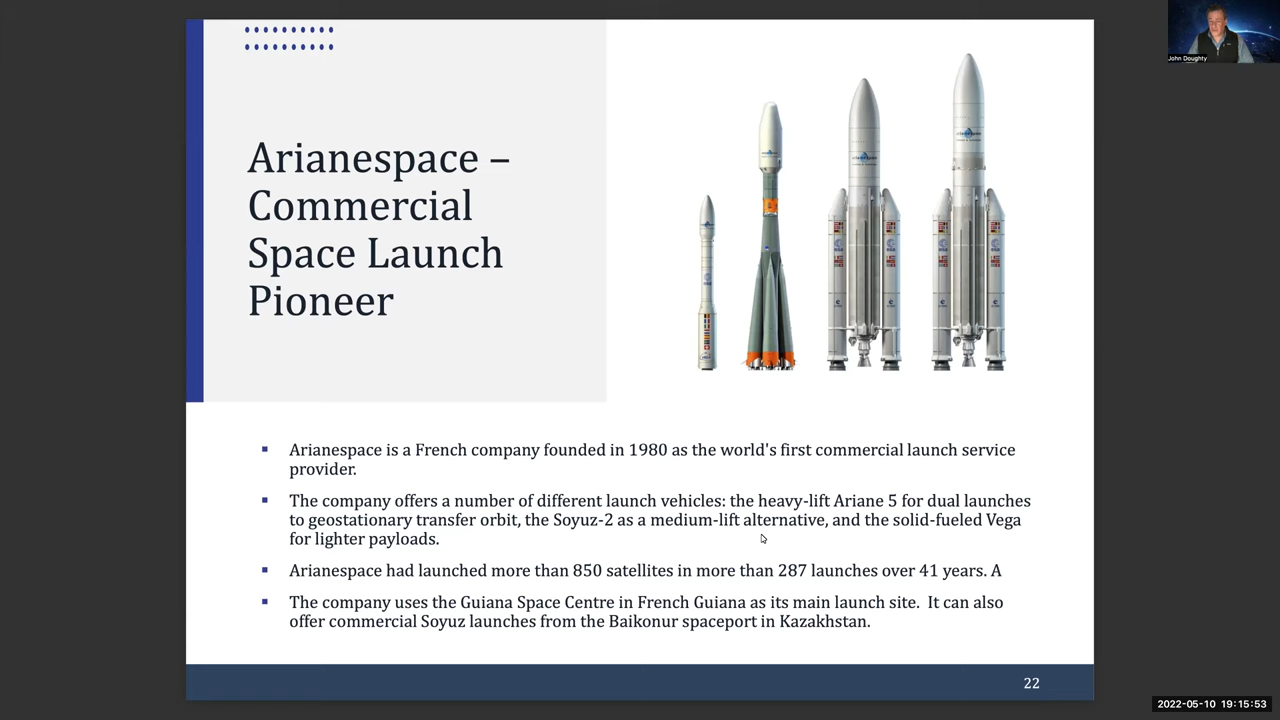 John Doughty
Arianespace –
Commercial
Space Launch
Pioneer
Arianespace is a French company founded in 1980 as the world's first commercial launch service
provider.
The company offers a number of different launch vehicles: the heavy-lift Ariane 5 for dual launches
to geostationary transfer orbit, the Soyuz-2 as a medium-lift alternative, and the solid-fueled Vega
for lighter payloads.
Arianespace had launched more than 850 satellites in more than 287 launches over 41 years. A
The company uses the Guiana Space Centre in French Guiana as its main launch site.  It can also
offer commercial Soyuz launches from the Baikonur spaceport in Kazakhstan.
22
2022-05-10 19:15:53